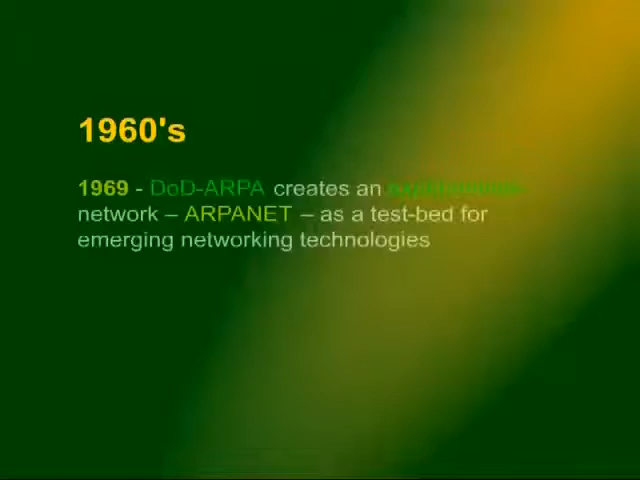 1960's
1969 - DoD-ARPA creates an
network – ARPANET – as a test-bed for
emerging networking technologies